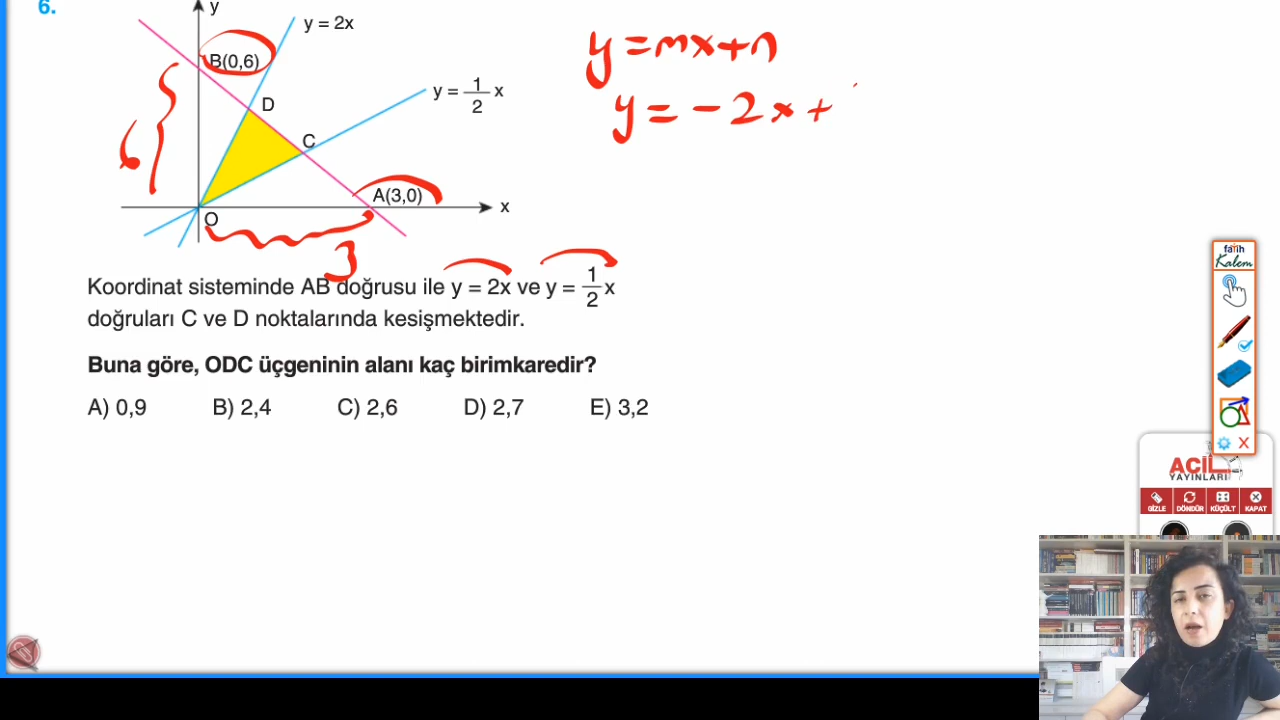 6.
y
y = 2x
B(0,6)
y = 1/2 x
D
C
6
A(3,0)
x
O
3
y = mx + n
y = -2x +
Koordinat sisteminde AB doğrusu ile y = 2x ve y = 1/2 x
doğruları C ve D noktalarında kesişmektedir.
Buna göre, ODC üçgeninin alanı kaç birimkaredir?
A) 0,9 B) 2,4 C) 2,6 D) 2,7 E) 3,2
fatih
Kalem
X
ACİL
YAYINLARI
GİZLE DÖNDÜR KÜÇÜLT KAPAT